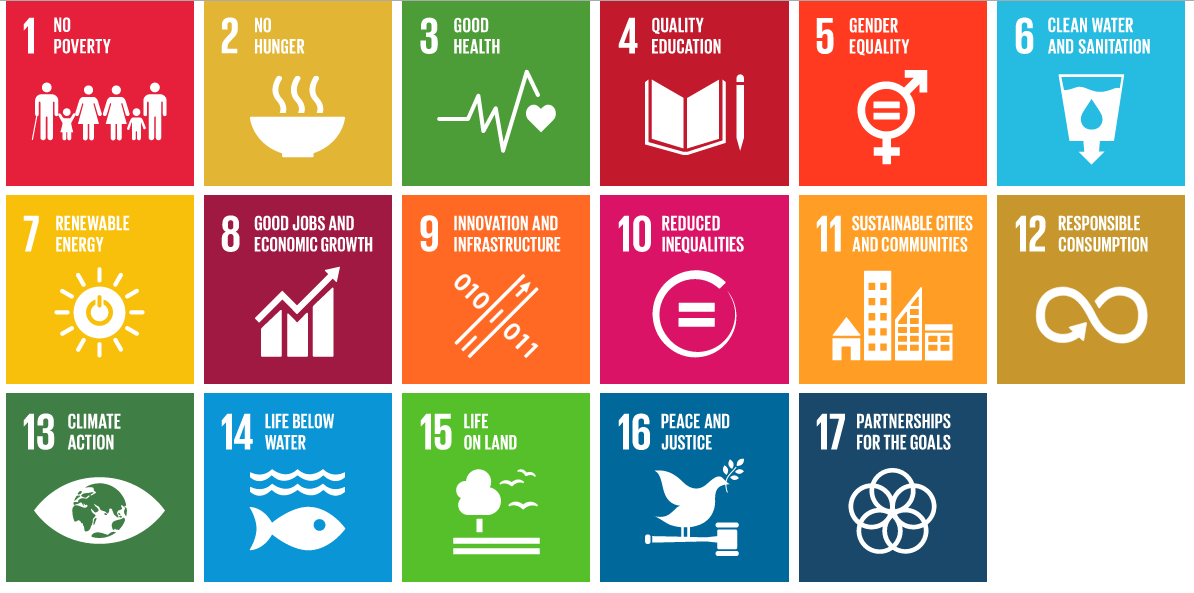 1 NO
POVERTY
2 NO
HUNGER
3 GOOD
HEALTH
4 QUALITY
EDUCATION
5 GENDER
EQUALITY
6 CLEAN WATER
AND SANITATION
7 RENEWABLE
ENERGY
8 GOOD JOBS AND
ECONOMIC GROWTH
9 INNOVATION AND
INFRASTRUCTURE
010
011
10 REDUCED
INEQUALITIES
11 SUSTAINABLE CITIES
AND COMMUNITIES
12 RESPONSIBLE
CONSUMPTION
13 CLIMATE
ACTION
14 LIFE BELOW
WATER
15 LIFE
ON LAND
16 PEACE AND
JUSTICE
17 PARTNERSHIPS
FOR THE GOALS